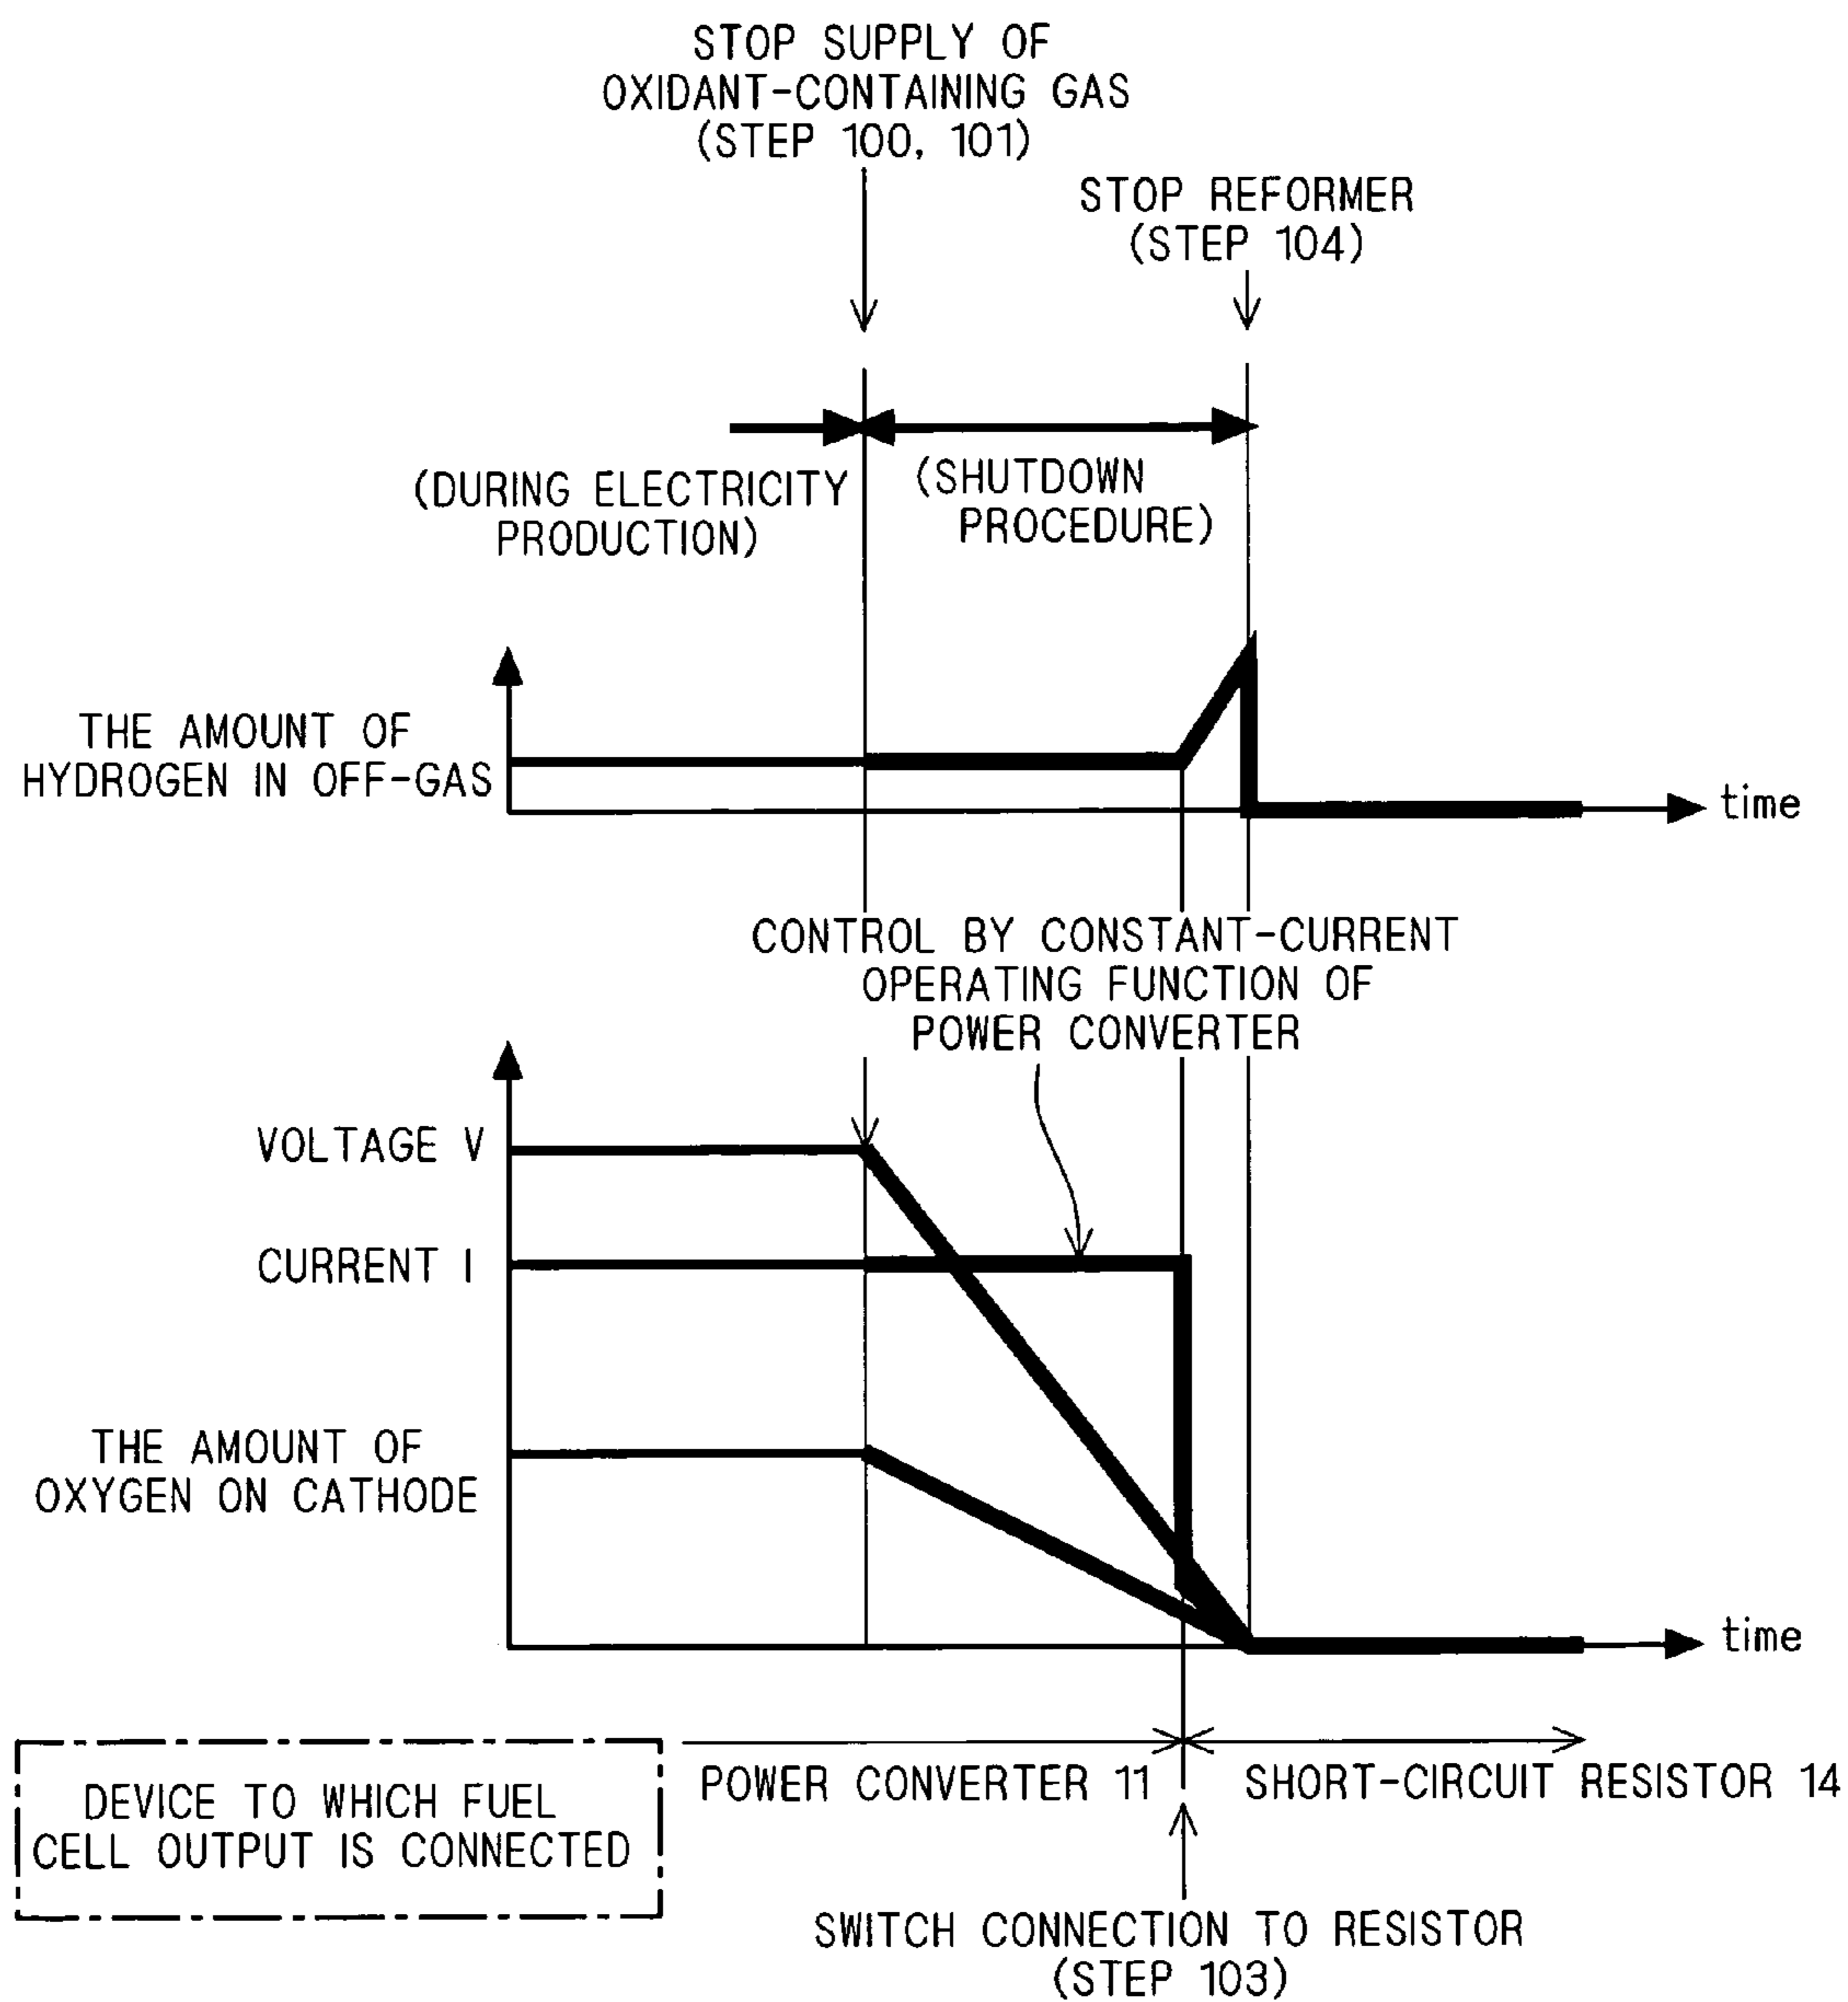 STOP SUPPLY OF
OXIDANT-CONTAINING GAS
(STEP 100, 101)
STOP REFORMER
(STEP 104)
(DURING ELECTRICITY
PRODUCTION)
(SHUTDOWN
PROCEDURE)
THE AMOUNT OF
HYDROGEN IN OFF-GAS
time
CONTROL BY CONSTANT-CURRENT
OPERATING FUNCTION OF
POWER CONVERTER
VOLTAGE V
CURRENT I
THE AMOUNT OF
OXYGEN ON CATHODE
time
DEVICE TO WHICH FUEL
CELL OUTPUT IS CONNECTED
POWER CONVERTER 11
SHORT-CIRCUIT RESISTOR 14
SWITCH CONNECTION TO RESISTOR
(STEP 103)